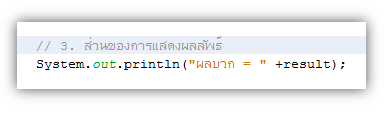 // 3. ส่วนของการแสดงผลลัพธ์
System.out.println("ผลบวก = " +result);